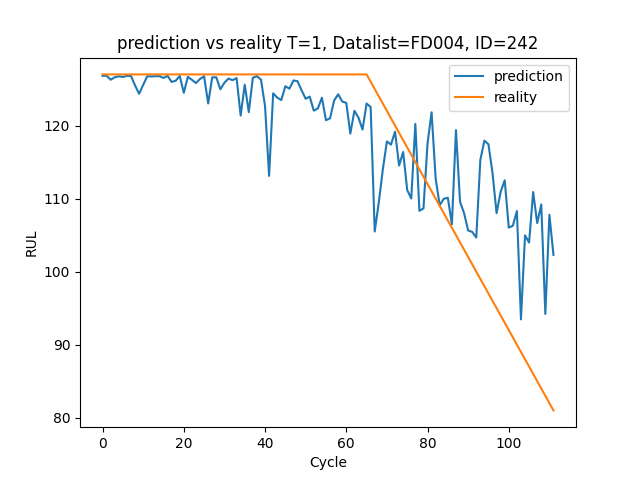 prediction vs reality T=1, Datalist=FD004, ID=242
prediction
reality
RUL
120
110
100
90
80
0 20 40 60 80 100
Cycle